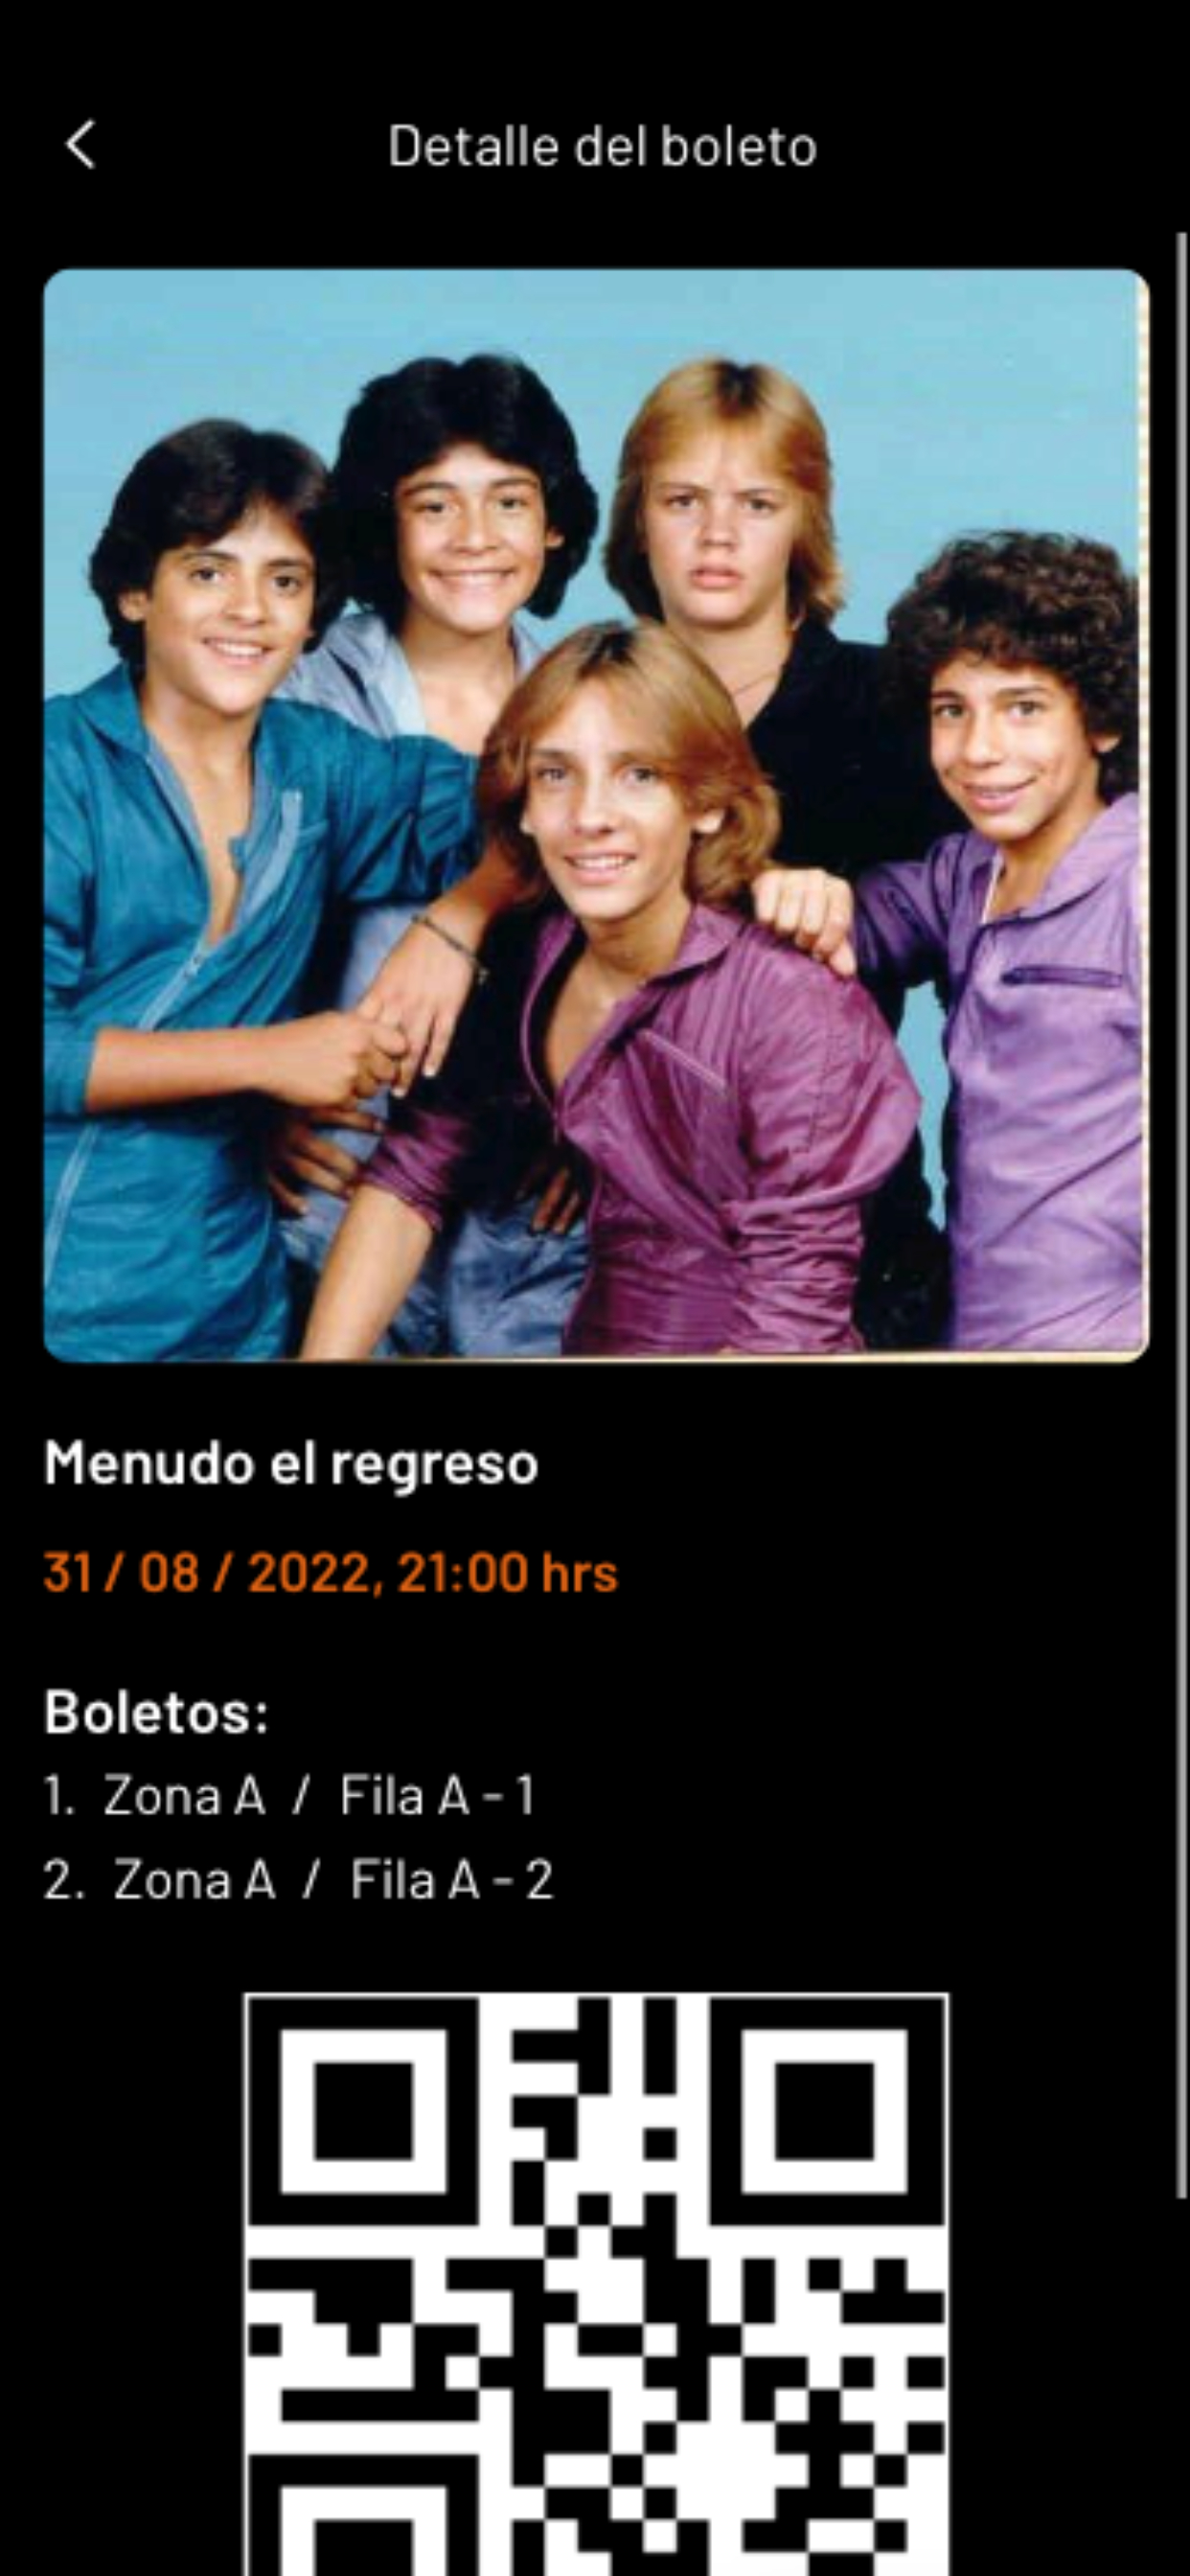 Detalle del boleto
Menudo el regreso
31 / 08 / 2022, 21:00 hrs
Boletos:
1. Zona A / Fila A - 1
2. Zona A / Fila A - 2